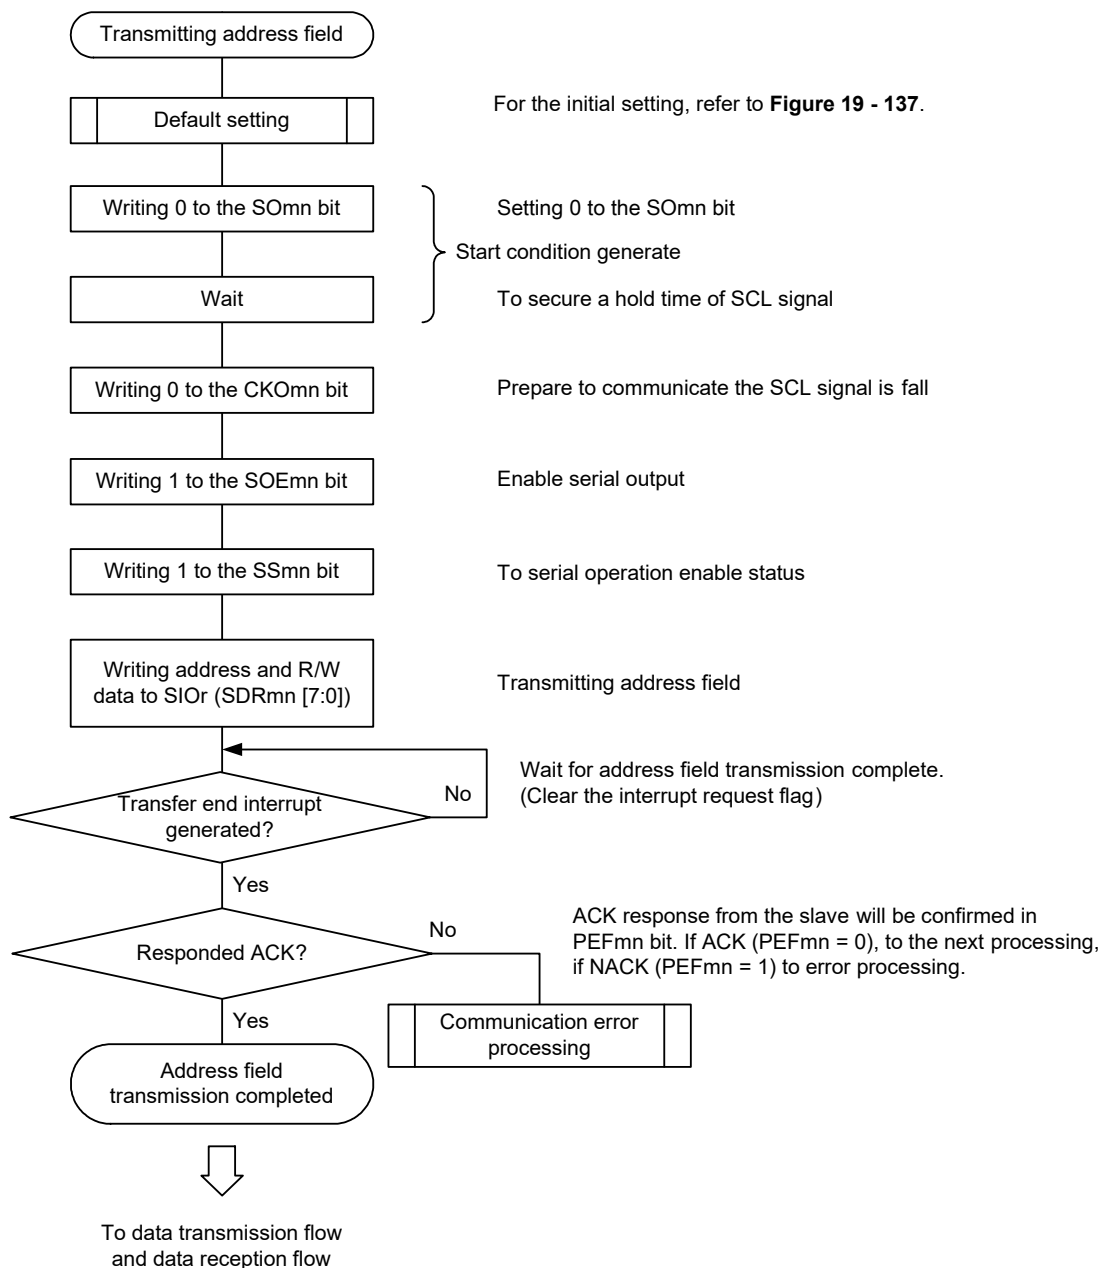 Transmitting address field
Default setting
For the initial setting, refer to Figure 19 - 137.
Writing 0 to the SOmn bit
Setting 0 to the SOmn bit
Start condition generate
Wait
To secure a hold time of SCL signal
Writing 0 to the CKOmn bit
Prepare to communicate the SCL signal is fall
Writing 1 to the SOEmn bit
Enable serial output
Writing 1 to the SSmn bit
To serial operation enable status
Writing address and R/W
data to SIOr (SDRmn [7:0])
Transmitting address field
Transfer end interrupt
generated?
No
Wait for address field transmission complete.
(Clear the interrupt request flag)
Yes
Responded ACK?
No
ACK response from the slave will be confirmed in
PEFmn bit. If ACK (PEFmn = 0), to the next processing,
if NACK (PEFmn = 1) to error processing.
Yes
Communication error
processing
Address field
transmission completed
To data transmission flow
and data reception flow